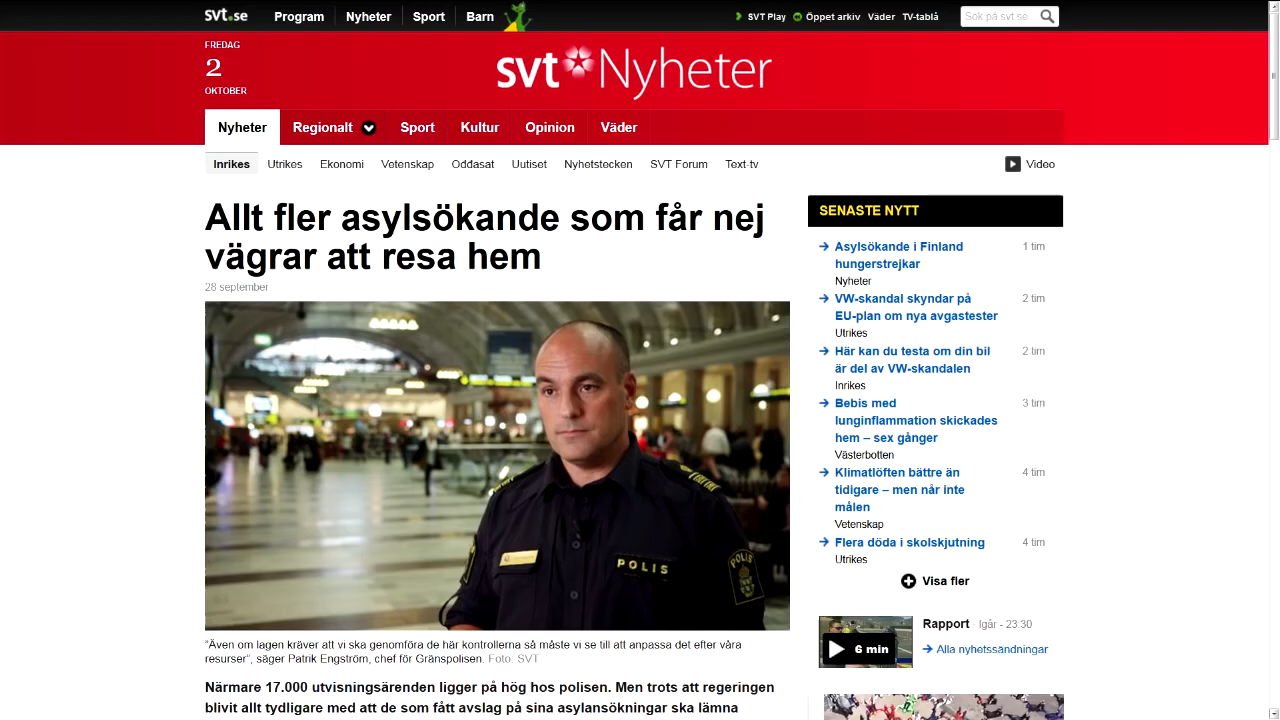 svt.se Program Nyheter Sport Barn SVT Play Öppet arkiv Väder TV-tablå Sök på svt.se
FREDAG
2
OKTOBER
svt Nyheter
Nyheter Regionalt Sport Kultur Opinion Väder
Inrikes Utrikes Ekonomi Vetenskap Ođđasat Uutiset Nyhetstecken SVT Forum Text-tv Video
Allt fler asylsökande som får nej
vägrar att resa hem
28 september
POLIS
POLIS
"Även om lagen kräver att vi ska genomföra de här kontrollerna så måste vi se till att anpassa det efter våra
resurser", säger Patrik Engström, chef för Gränspolisen. Foto: SVT
Närmare 17.000 utvisningsärenden ligger på hög hos polisen. Men trots att regeringen
blivit allt tydligare med att de som fått avslag på sina asylansökningar ska lämna
SENASTE NYTT
Asylsökande i Finland 1 tim
hungerstrejkar
Nyheter
VW-skandal skyndar på 2 tim
EU-plan om nya avgastester
Utrikes
Här kan du testa om din bil 2 tim
är del av VW-skandalen
Inrikes
Bebis med 3 tim
lunginflammation skickades
hem – sex gånger
Västerbotten
Klimatlöften bättre än 4 tim
tidigare – men når inte
målen
Vetenskap
Flera döda i skolskjutning 4 tim
Utrikes
Visa fler
Rapport Igår - 23:30
6 min Alla nyhetssändningar